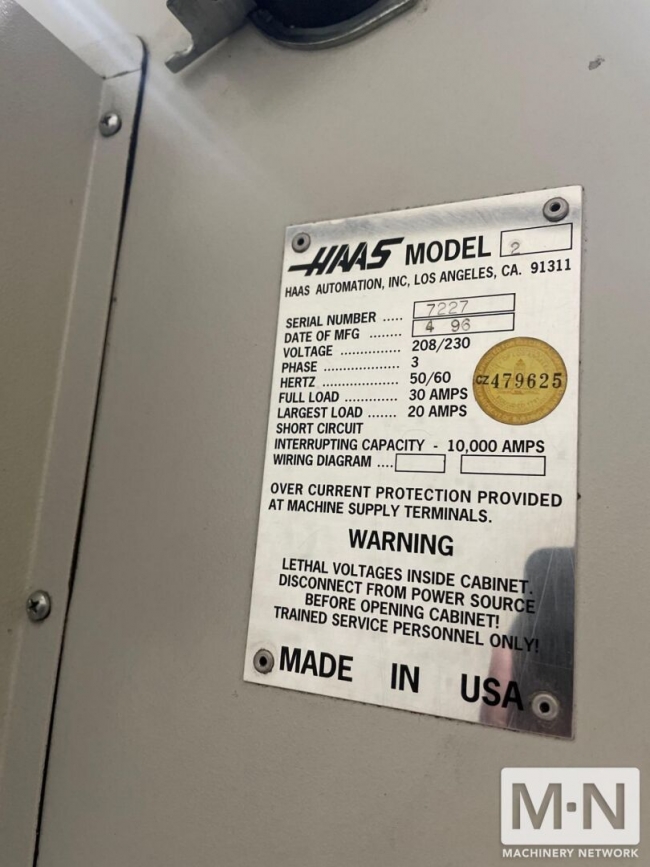 HAAS MODEL 2
HAAS AUTOMATION, INC, LOS ANGELES, CA. 91311
SERIAL NUMBER ..... 7227
DATE OF MFG ........ 4 96
VOLTAGE ............... 208/230
PHASE ................... 3
HERTZ ................... 50/60
FULL LOAD ............ 30 AMPS
LARGEST LOAD ....... 20 AMPS
CZ479625
SHORT CIRCUIT
INTERRUPTING CAPACITY - 10,000 AMPS
WIRING DIAGRAM ....
OVER CURRENT PROTECTION PROVIDED
AT MACHINE SUPPLY TERMINALS.
WARNING
LETHAL VOLTAGES INSIDE CABINET.
DISCONNECT FROM POWER SOURCE
BEFORE OPENING CABINET!
TRAINED SERVICE PERSONNEL ONLY!
MADE IN USA
M·N
MACHINERY NETWORK